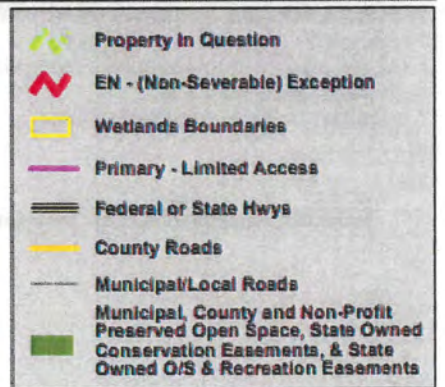 Property In Question
EN - (Non-Severable) Exception
Wetlands Boundaries
Primary - Limited Access
Federal or State Hwys
County Roads
Municipal/Local Roads
Municipal, County and Non-Profit
Preserved Open Space, State Owned
Conservation Easements, & State
Owned O/S & Recreation Easements